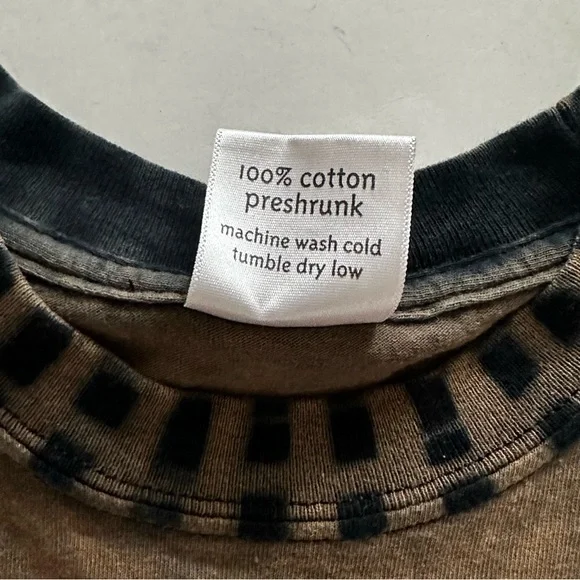 100% cotton
preshrunk
machine wash cold
tumble dry low